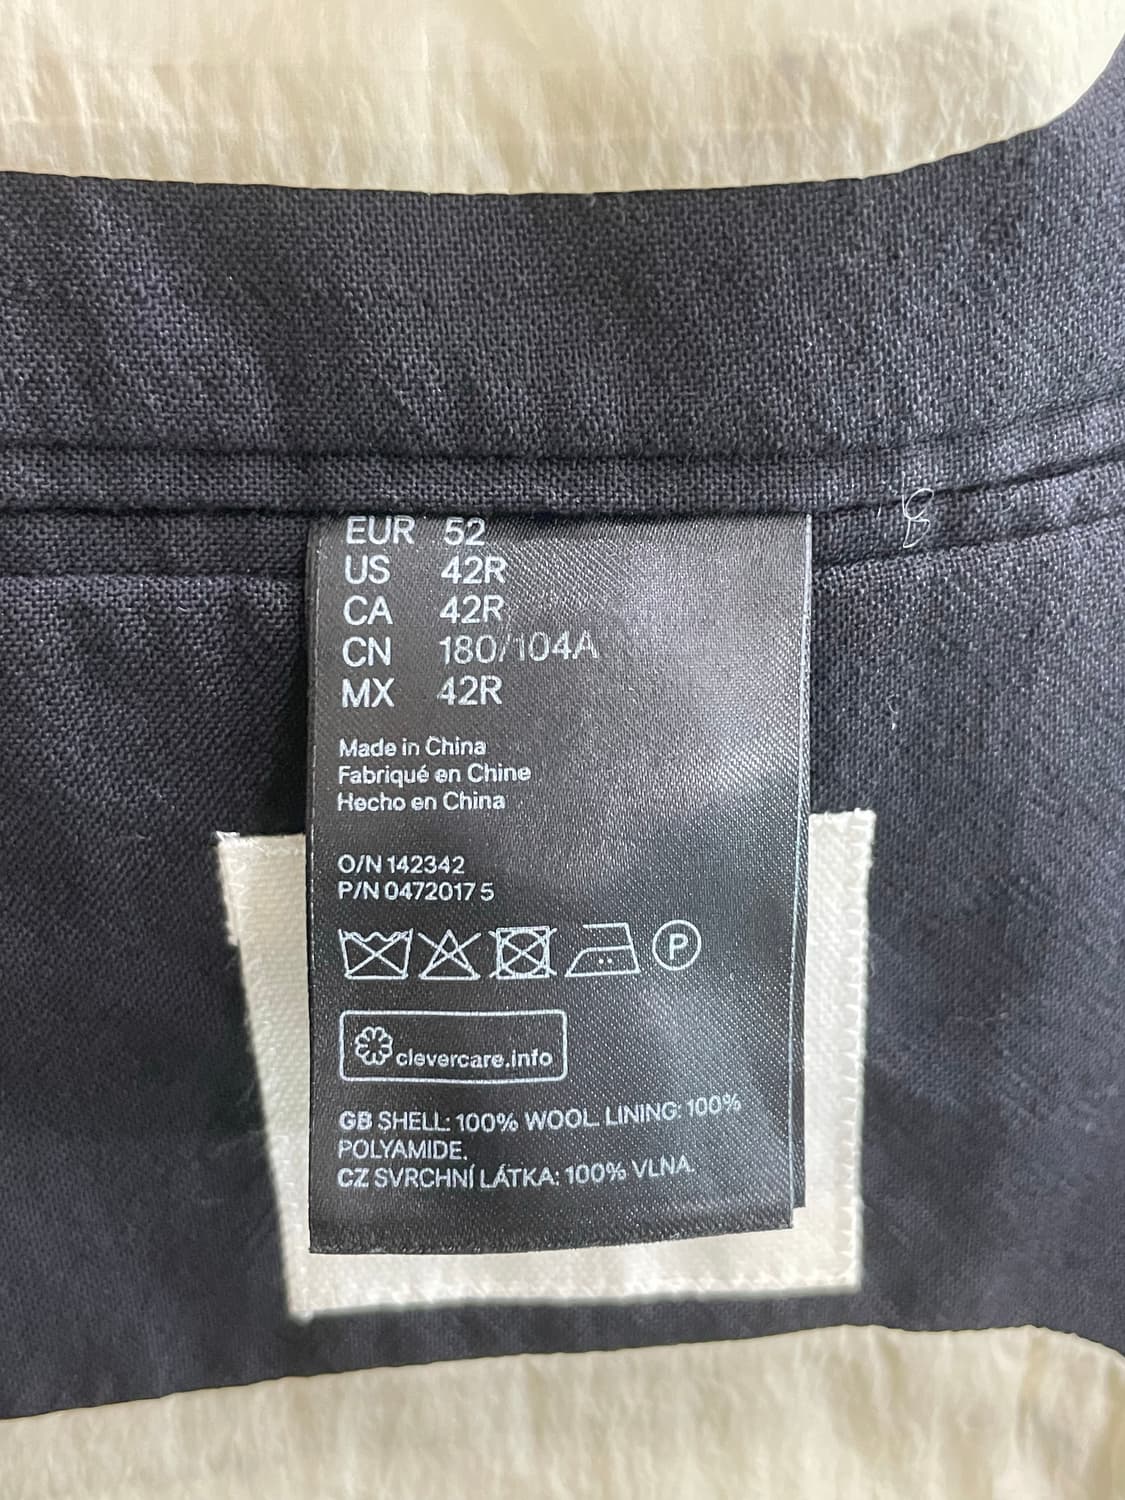 EUR 52
US 42R
CA 42R
CN 180/104A
MX 42R
Made in China
Fabriqué en Chine
Hecho en China
O/N 142342
P/N 0472017 5
P
clevercare.info
GB SHELL: 100% WOOL. LINING: 100%
POLYAMIDE.
CZ SVRCHNÍ LÁTKA: 100% VLNA.